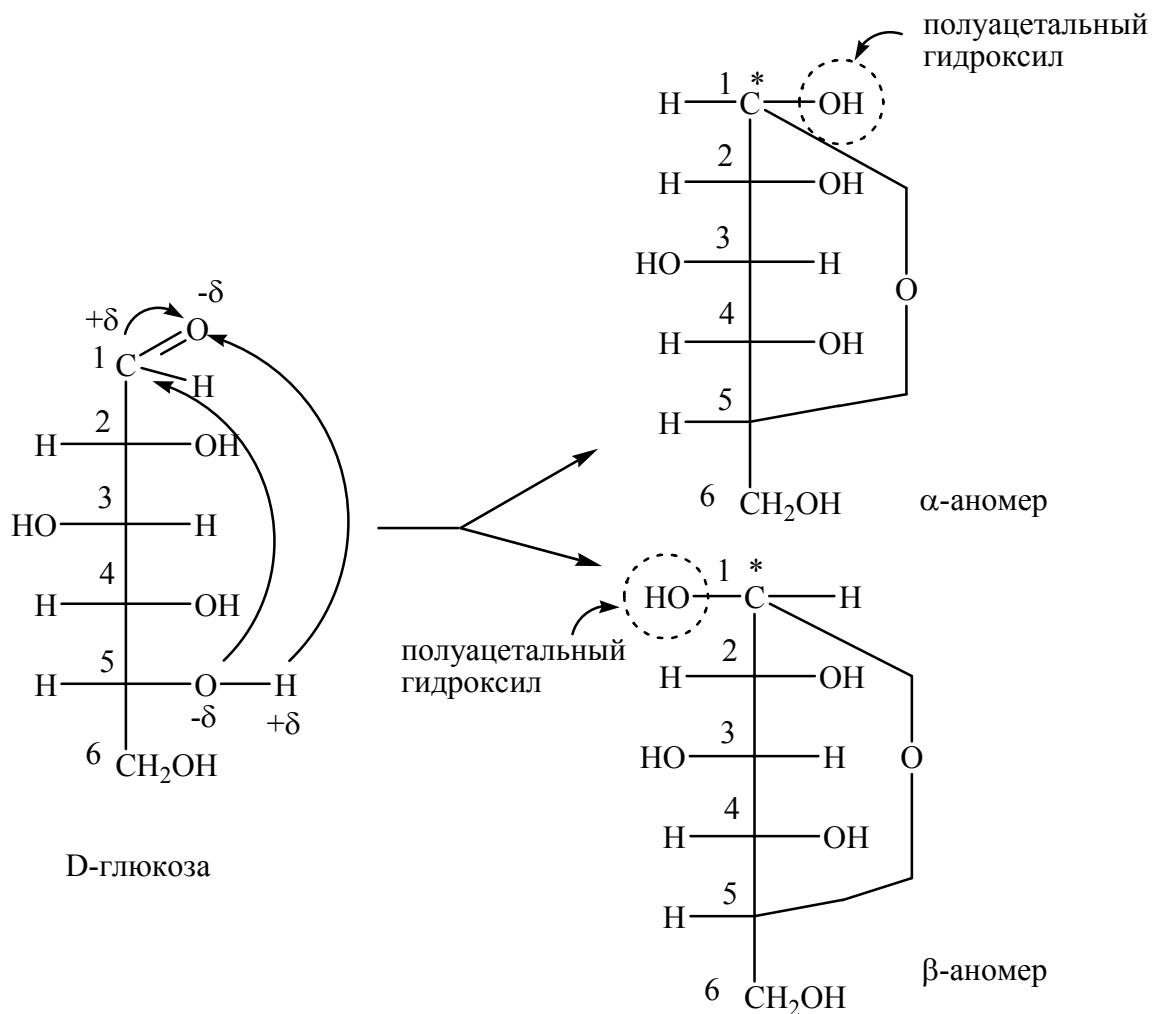 полуацетальный
гидроксил
1 *
H C OH
2
H OH
3
HO H
O
4
H OH
5
H
6 CH2OH
α-аномер
-δ
+δ O
1 C
H
2
H OH
3
HO H
4
H OH
5
H O H
-δ +δ
6 CH2OH
D-глюкоза
1 *
HO C H
полуацетальный
гидроксил
2
H OH
3
HO H
O
4
H OH
5
H
6 CH2OH
β-аномер